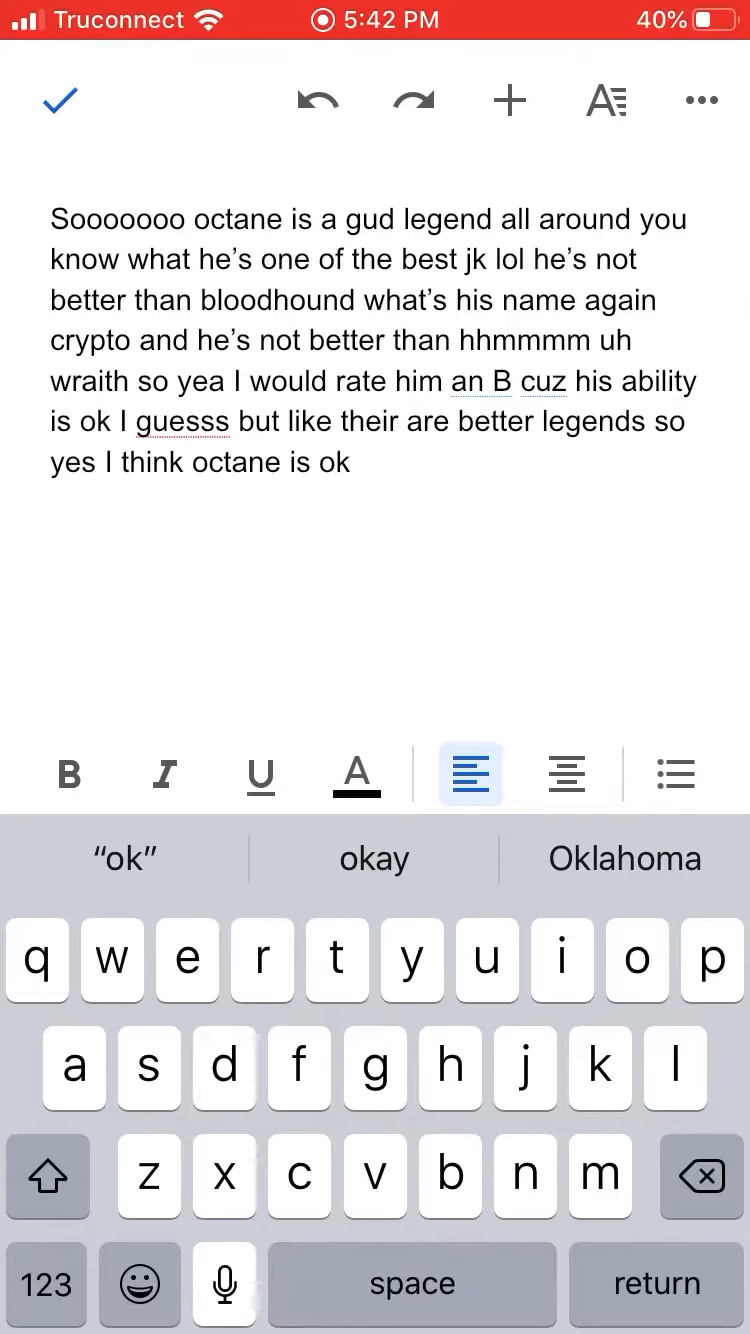 Truconnect 5:42 PM 40%
Sooooooo octane is a gud legend all around you
know what he’s one of the best jk lol he’s not
better than bloodhound what’s his name again
crypto and he’s not better than hhmmmm uh
wraith so yea I would rate him an B cuz his ability
is ok I guesss but like their are better legends so
yes I think octane is ok
B I U A
“ok” okay Oklahoma
q w e r t y u i o p
a s d f g h j k l
z x c v b n m
123 space return